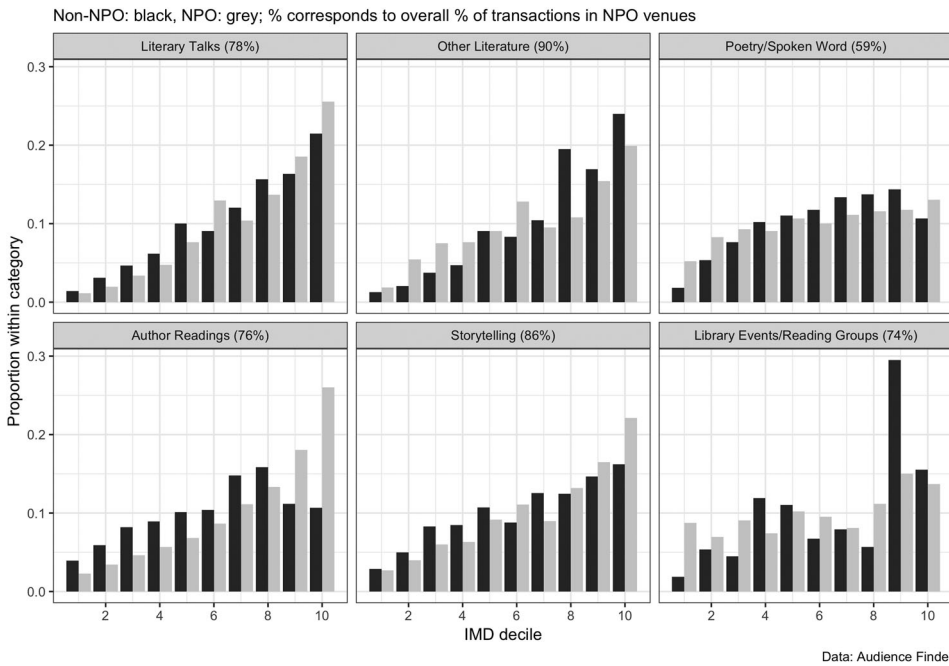 Non-NPO: black, NPO: grey; % corresponds to overall % of transactions in NPO venues
Literary Talks (78%)
Other Literature (90%)
Poetry/Spoken Word (59%)
0.3
0.2
0.1
0.0
Author Readings (76%)
Storytelling (86%)
Library Events/Reading Groups (74%)
0.3
0.2
0.1
0.0
Proportion within category
2 4 6 8 10
2 4 6 8 10
2 4 6 8 10
IMD decile
Data: Audience Finde